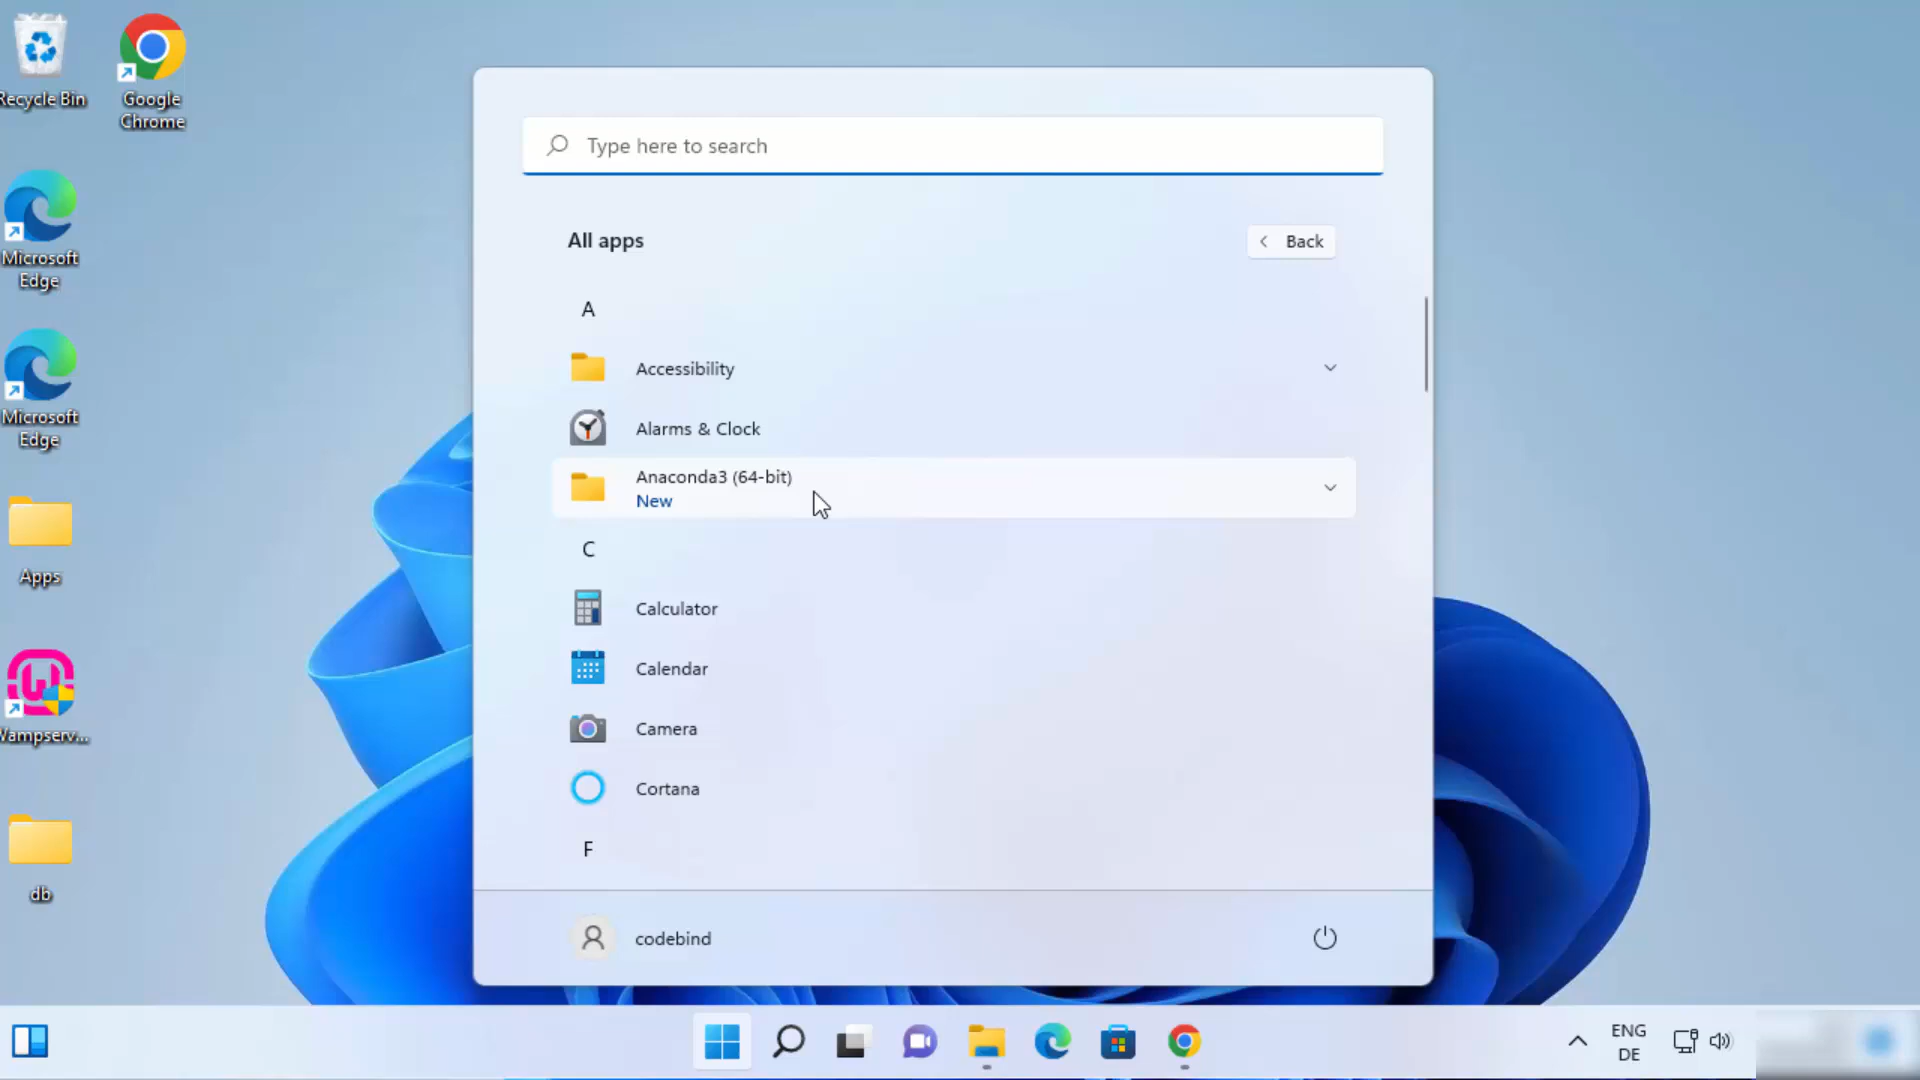 Recycle Bin
Google
Chrome
Microsoft
Edge
Microsoft
Edge
Apps
Wampserv...
db
Type here to search
All apps
Back
A
Accessibility
Alarms & Clock
Anaconda3 (64-bit)
New
C
Calculator
Calendar
Camera
Cortana
F
codebind
ENG
DE